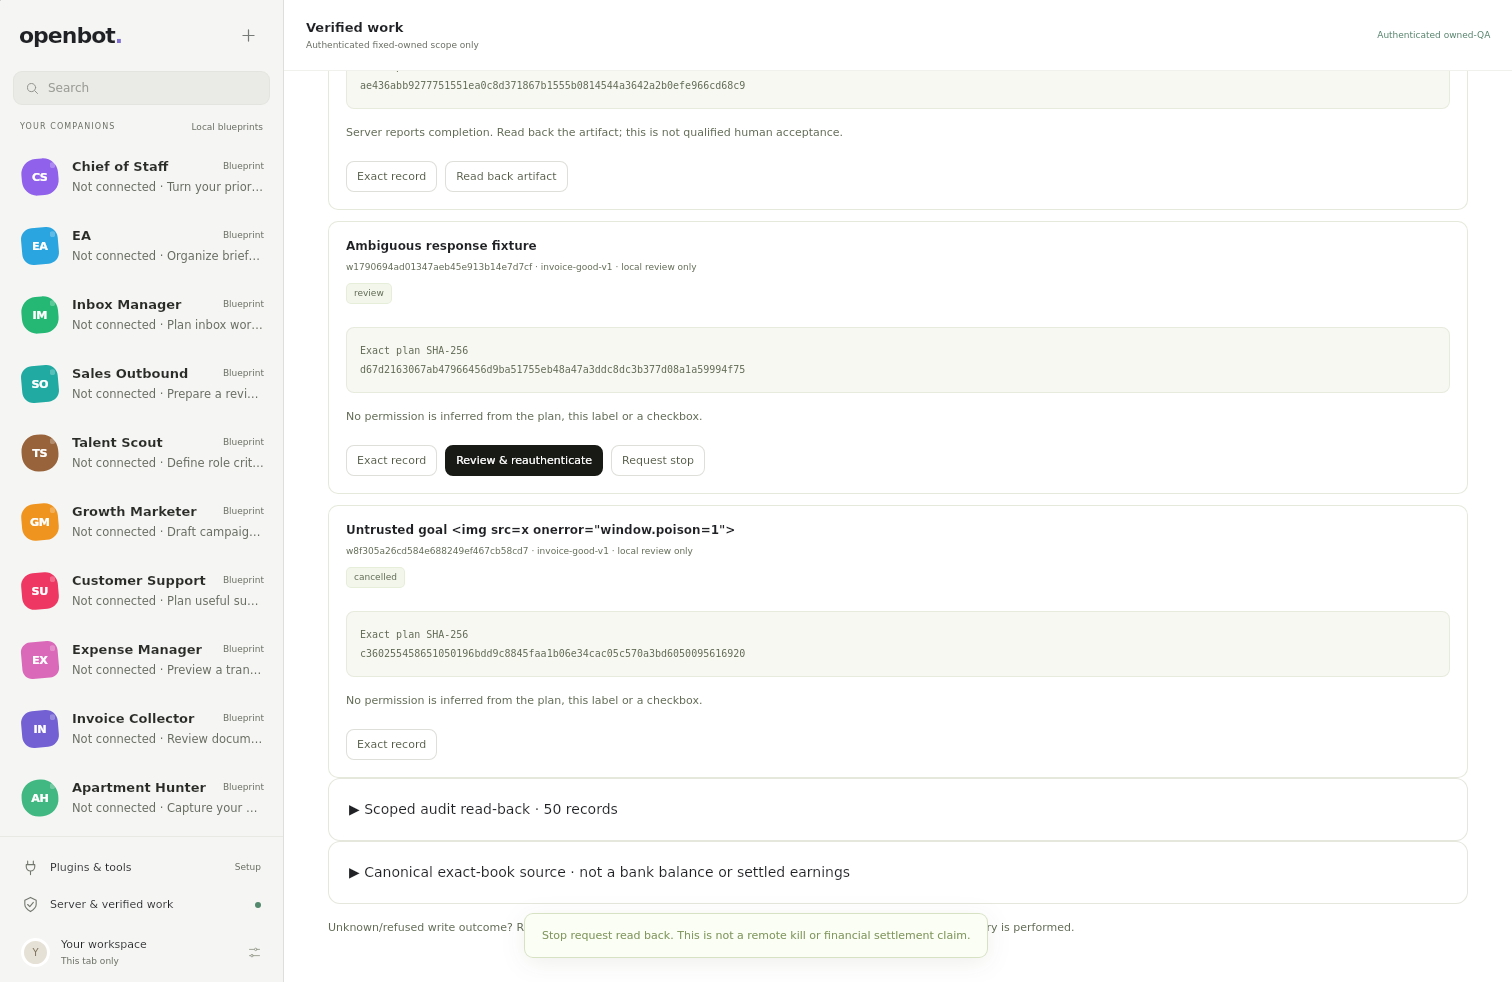 openbot.
Search
YOUR COMPANIONS
Local blueprints
CS
Chief of Staff
Blueprint
Not connected · Turn your prior…
EA
EA
Blueprint
Not connected · Organize brief…
IM
Inbox Manager
Blueprint
Not connected · Plan inbox wor…
SO
Sales Outbound
Blueprint
Not connected · Prepare a revi…
TS
Talent Scout
Blueprint
Not connected · Define role crit…
GM
Growth Marketer
Blueprint
Not connected · Draft campaig…
SU
Customer Support
Blueprint
Not connected · Plan useful su…
EX
Expense Manager
Blueprint
Not connected · Preview a tran…
IN
Invoice Collector
Blueprint
Not connected · Review docum…
AH
Apartment Hunter
Blueprint
Not connected · Capture your …
Plugins & tools
Setup
Server & verified work
Y
Your workspace
This tab only
Verified work
Authenticated fixed-owned scope only
Authenticated owned-QA
ae436abb9277751551ea0c8d371867b1555b0814544a3642a2b0efe966cd68c9
Server reports completion. Read back the artifact; this is not qualified human acceptance.
Exact record
Read back artifact
Ambiguous response fixture
w1790694ad01347aeb45e913b14e7d7cf · invoice-good-v1 · local review only
review
Exact plan SHA-256
d67d2163067ab47966456d9ba51755eb48a47a3ddc8dc3b377d08a1a59994f75
No permission is inferred from the plan, this label or a checkbox.
Exact record
Review & reauthenticate
Request stop
Untrusted goal <img src=x onerror="window.poison=1">
w8f305a26cd584e688249ef467cb58cd7 · invoice-good-v1 · local review only
cancelled
Exact plan SHA-256
c360255458651050196bdd9c8845faa1b06e34cac05c570a3bd6050095616920
No permission is inferred from the plan, this label or a checkbox.
Exact record
▶ Scoped audit read-back · 50 records
▶ Canonical exact-book source · not a bank balance or settled earnings
Unknown/refused write outcome? R
ry is performed.
Stop request read back. This is not a remote kill or financial settlement claim.